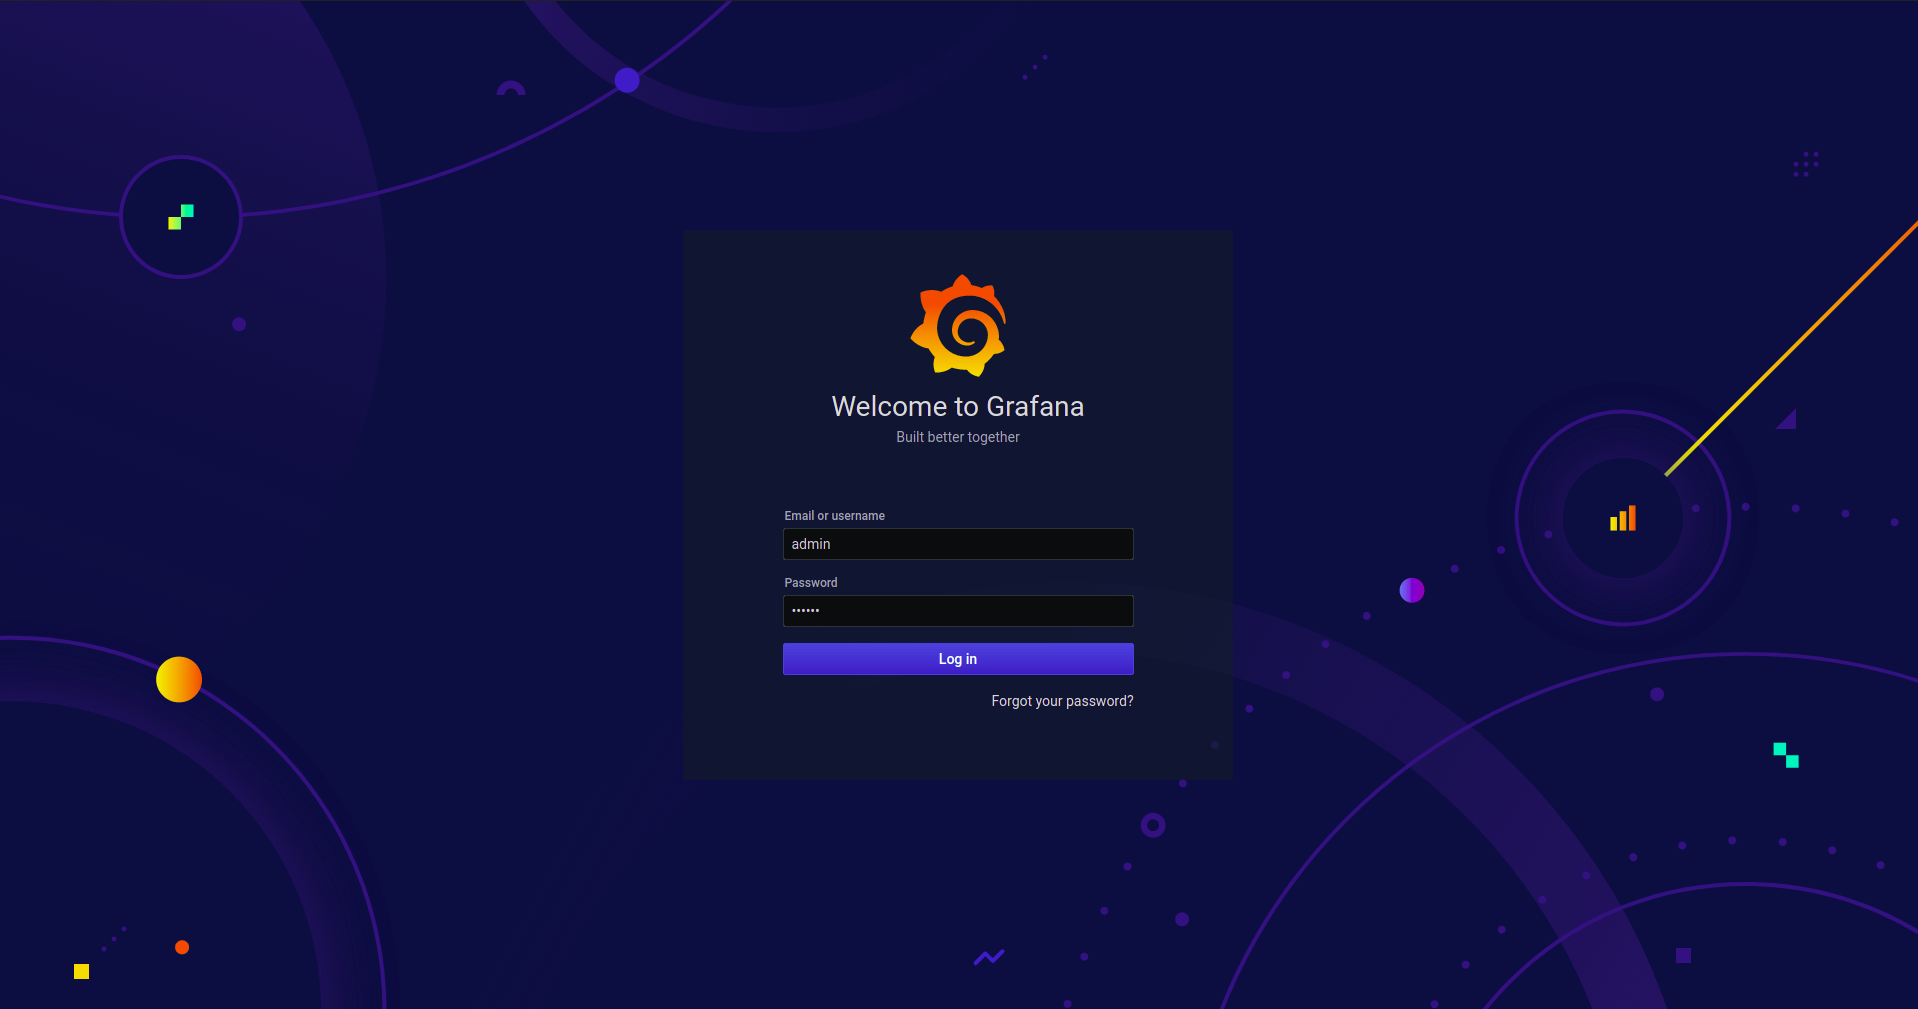 Welcome to Grafana
Built better together
Email or username
admin
Password
••••••
Log in
Forgot your password?